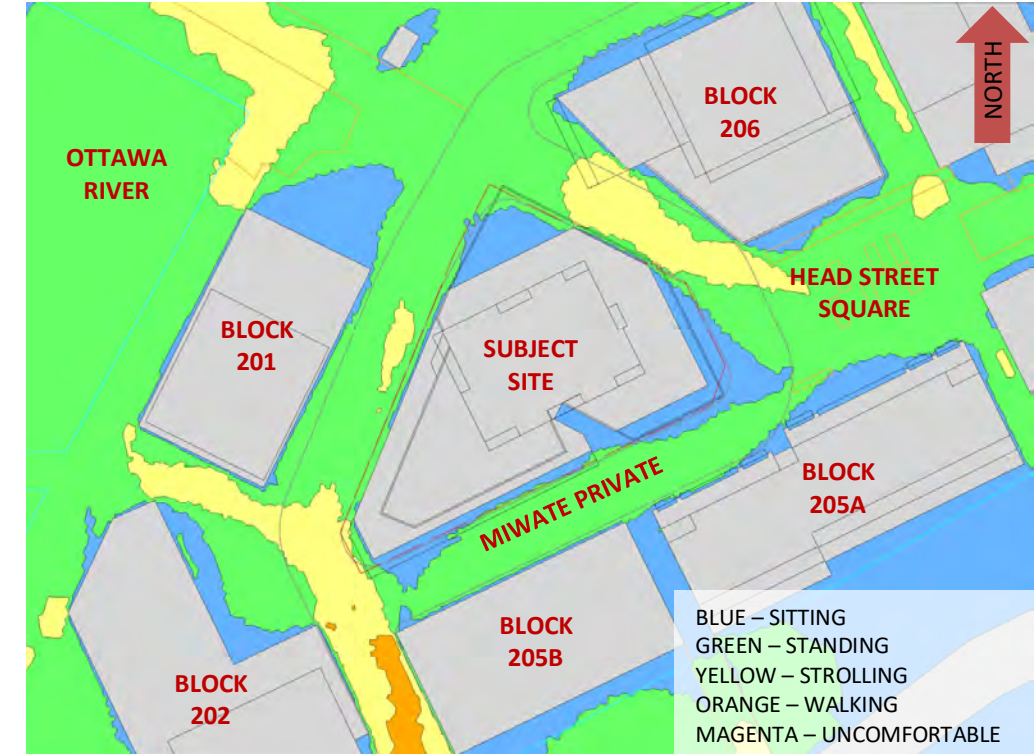 NORTH
BLOCK
206
OTTAWA
RIVER
HEAD STREET
SQUARE
BLOCK
201
SUBJECT
SITE
MIWATE PRIVATE
BLOCK
205A
BLOCK
205B
BLOCK
202
BLUE – SITTING
GREEN – STANDING
YELLOW – STROLLING
ORANGE – WALKING
MAGENTA – UNCOMFORTABLE